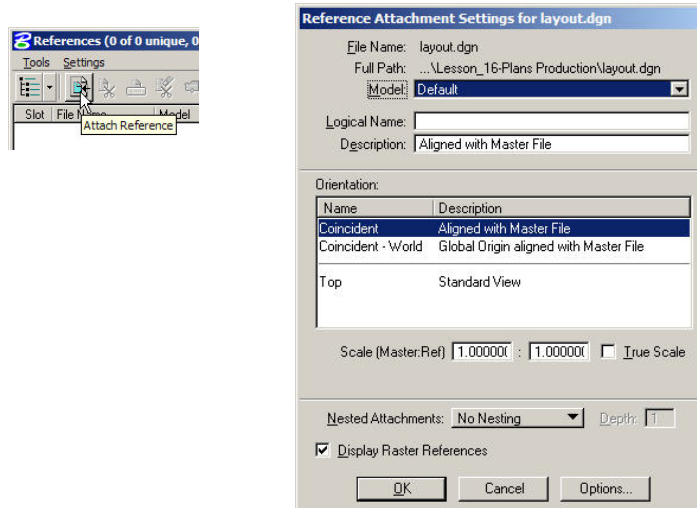 References (0 of 0 unique, 0
Tools Settings
Slot File Name Model
Attach Reference
Reference Attachment Settings for layout.dgn
File Name: layout.dgn
Full Path: ...\Lesson_16-Plans Production\layout.dgn
Model: Default
Logical Name:
Description: Aligned with Master File
Orientation:
Name Description
Coincident Aligned with Master File
Coincident - World Global Origin aligned with Master File
Top Standard View
Scale (Master:Ref) 1.00000 : 1.00000 True Scale
Nested Attachments: No Nesting Depth: 1
Display Raster References
OK Cancel Options...